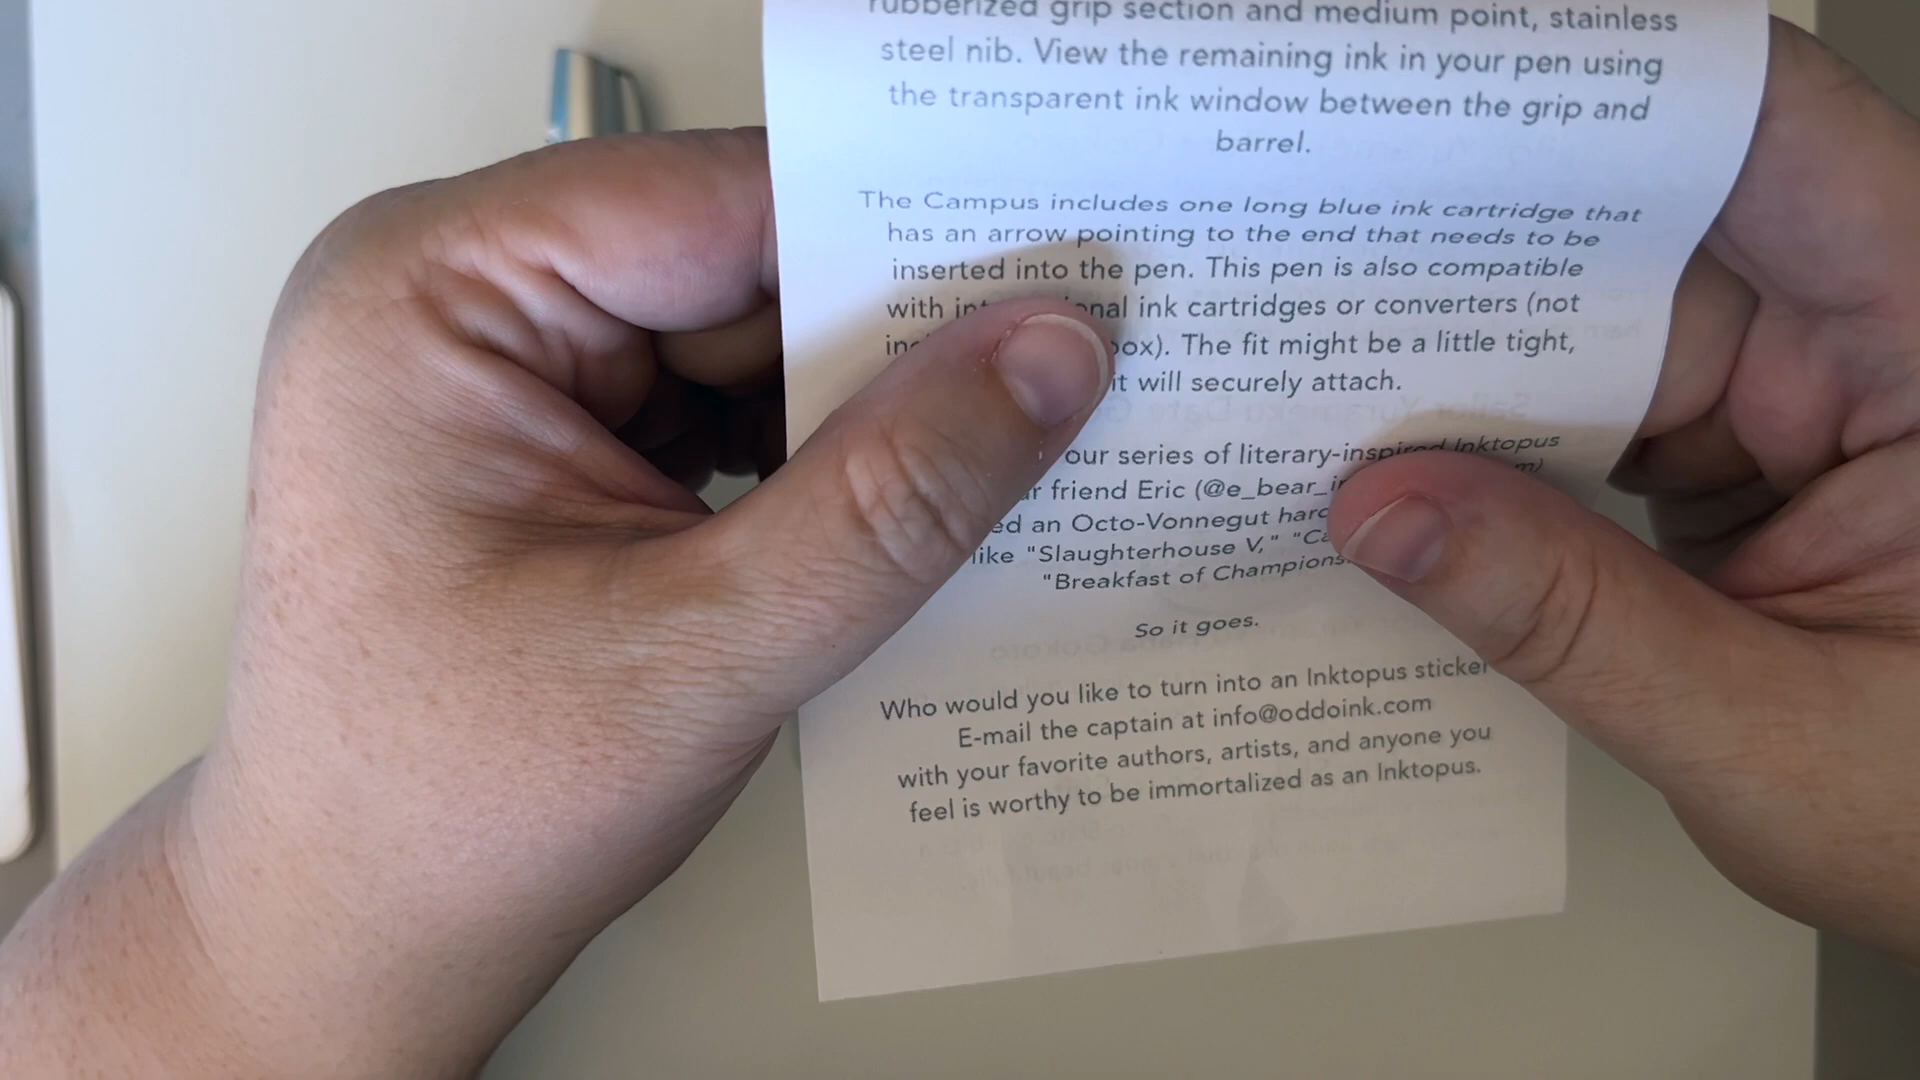 rubberized grip section and medium point, stainless
steel nib. View the remaining ink in your pen using
the transparent ink window between the grip and
barrel.
The Campus includes one long blue ink cartridge that
has an arrow pointing to the end that needs to be
inserted into the pen. This pen is also compatible
with ink cartridges or converters (not
The fit might be a little tight,
it will securely attach.
our series of literary-inspired Inktopus
friend Eric
an Octo-Vonnegut
like "Slaughterhouse V,"
"Breakfast of Champions
So it goes.
Who would you like to turn into an Inktopus sticker
E-mail the captain at info@oddoink.com
with your favorite authors, artists, and anyone you
feel is worthy to be immortalized as an Inktopus.